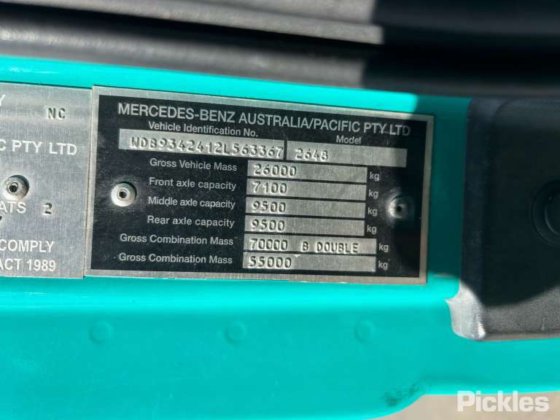 MERCEDES-BENZ AUSTRALIA/PACIFIC PTY LTD
Vehicle Identification No. Model
WDB9342412L563367 2648
Gross Vehicle Mass 26000 kg
Front axle capacity 7100 kg
Middle axle capacity 9500 kg
Rear axle capacity 9500 kg
Gross Combination Mass 70000 B DOUBLE kg
Gross Combination Mass 55000 kg
NC
PTY LTD
2
COMPLY
ACT 1989
Pickles